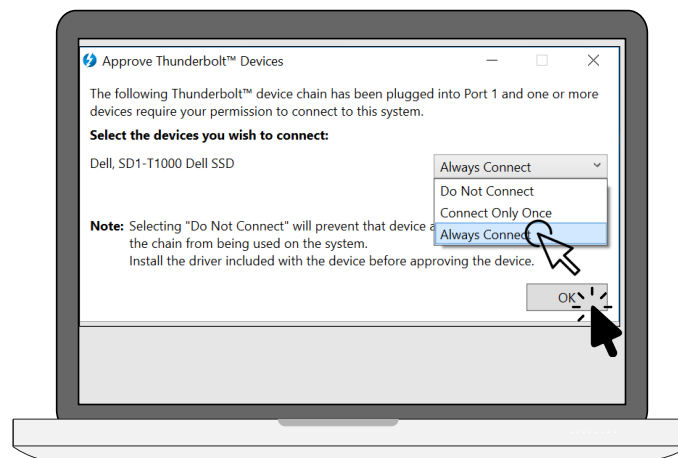 Approve Thunderbolt™ Devices
The following Thunderbolt™ device chain has been plugged into Port 1 and one or more
devices require your permission to connect to this system.
Select the devices you wish to connect:
Dell, SD1-T1000 Dell SSD
Always Connect
Do Not Connect
Connect Only Once
Always Connect
Note: Selecting "Do Not Connect" will prevent that device
the chain from being used on the system.
Install the driver included with the device before approving the device.
OK